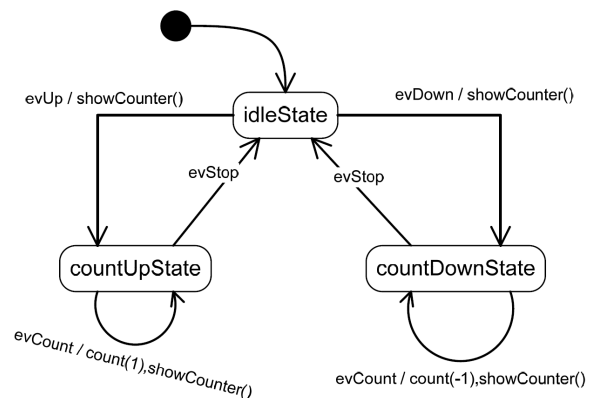 evUp / showCounter()
evDown / showCounter()
idleState
evStop
evStop
countUpState
countDownState
evCount / count(1),showCounter()
evCount / count(-1),showCounter()